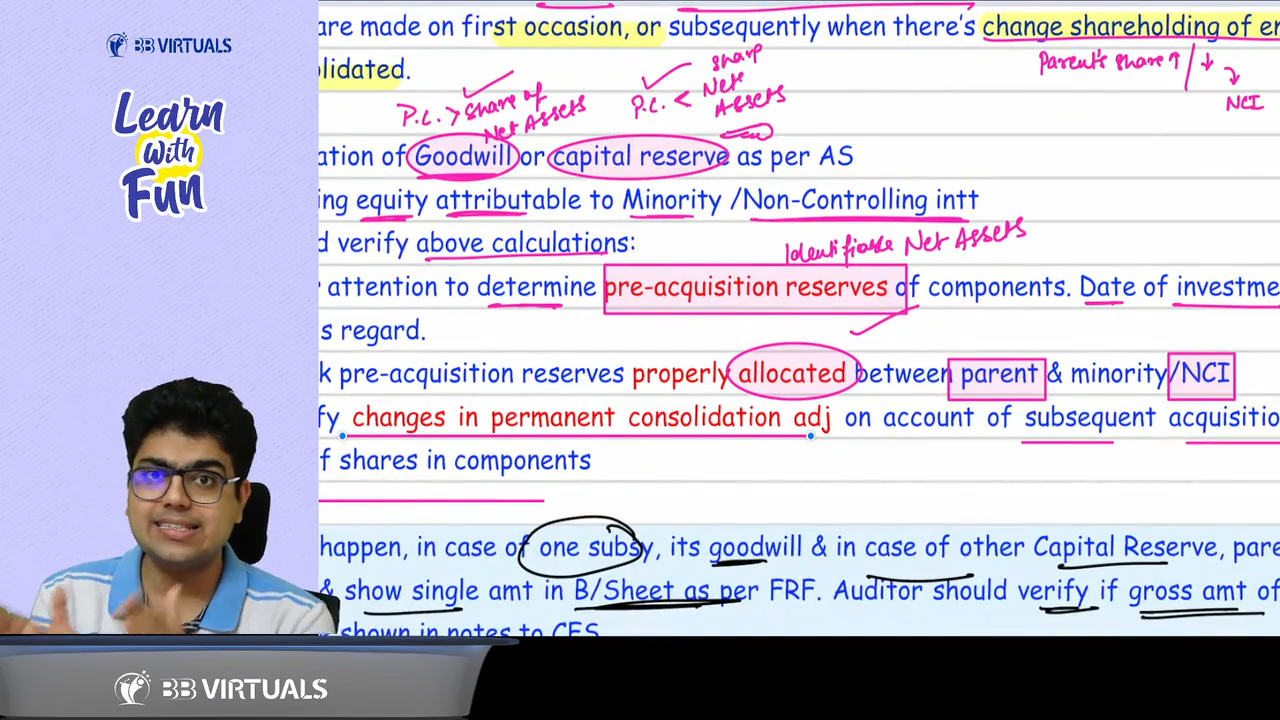 BB VIRTUALS
Learn
With
Fun
are made on first occasion, or subsequently when there's change shareholding of en
lidated.
Parent's share ↑ / ↓
NCI
P.C. > share of
Net Assets
P.C. < share
Net
Assets
ation of Goodwill or capital reserve as per AS
ing equity attributable to Minority /Non-Controlling intt
d verify above calculations:
Identifiable Net Assets
r attention to determine pre-acquisition reserves of components. Date of investme
s regard.
k pre-acquisition reserves properly allocated between parent & minority/NCI
fy changes in permanent consolidation adj on account of subsequent acquisitio
f shares in components
happen, in case of one subsy, its goodwill & in case of other Capital Reserve, pare
& show single amt in B/Sheet as per FRF. Auditor should verify if gross amt of
e shown in notes to CFS
BB VIRTUALS